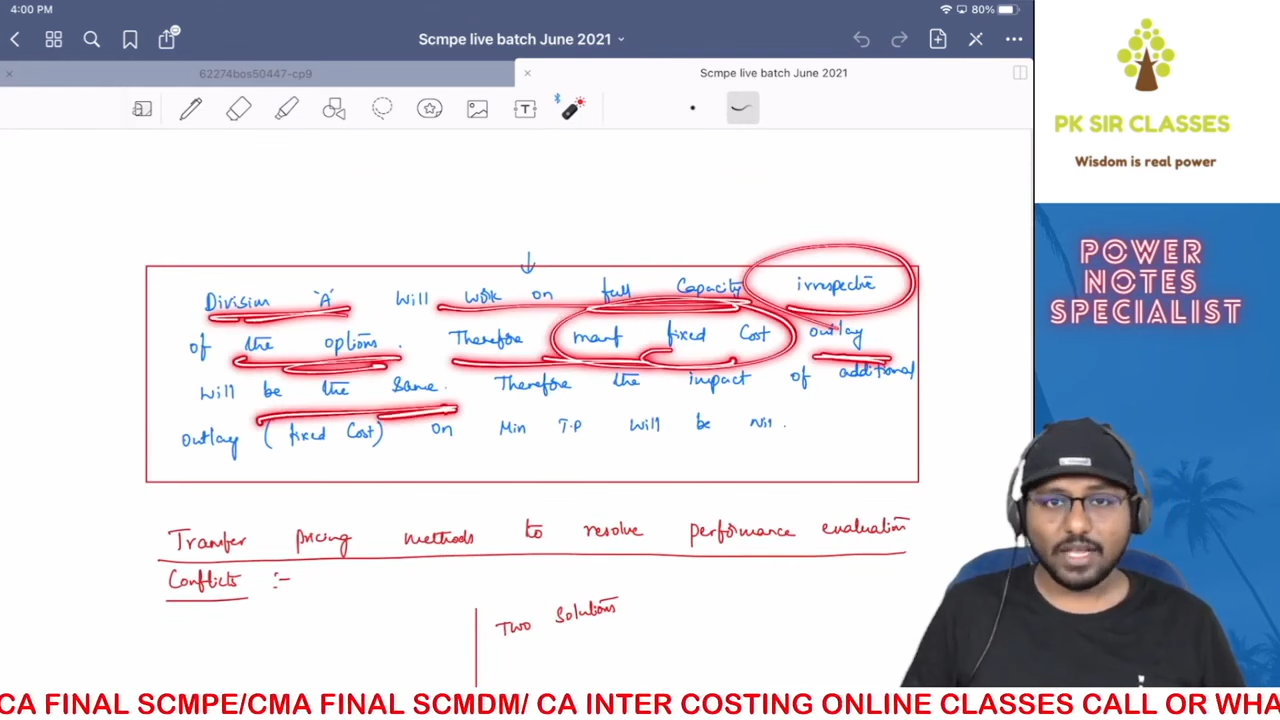 4:00 PM
80%
Scmpe live batch June 2021
62274bos50447-cp9
Scmpe live batch June 2021
T
PK SIR CLASSES
Wisdom is real power
POWER
NOTES
SPECIALIST
Division 'A' will work on full Capacity irrespective
of the options. Therefore manf fixed Cost outlay
will be the same. Therefore the impact of additional
outlay (fixed Cost) on Min T.P will be Nil.
Transfer pricing methods to resolve performance evaluation
Conflicts :-
Two Solutions
CA FINAL SCMPE/CMA FINAL SCMDM/ CA INTER COSTING ONLINE CLASSES CALL OR WHA